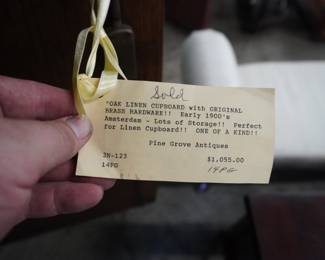 Sold
"OAK LINEN CUPBOARD with ORIGINAL
BRASS HARDWARE!! Early 1900's
Amsterdam - Lots of Storage!! Perfect
for Linen Cupboard!! ONE OF A KIND!!
Pine Grove Antiques
3N-123 $1,055.00
14PG 14PG